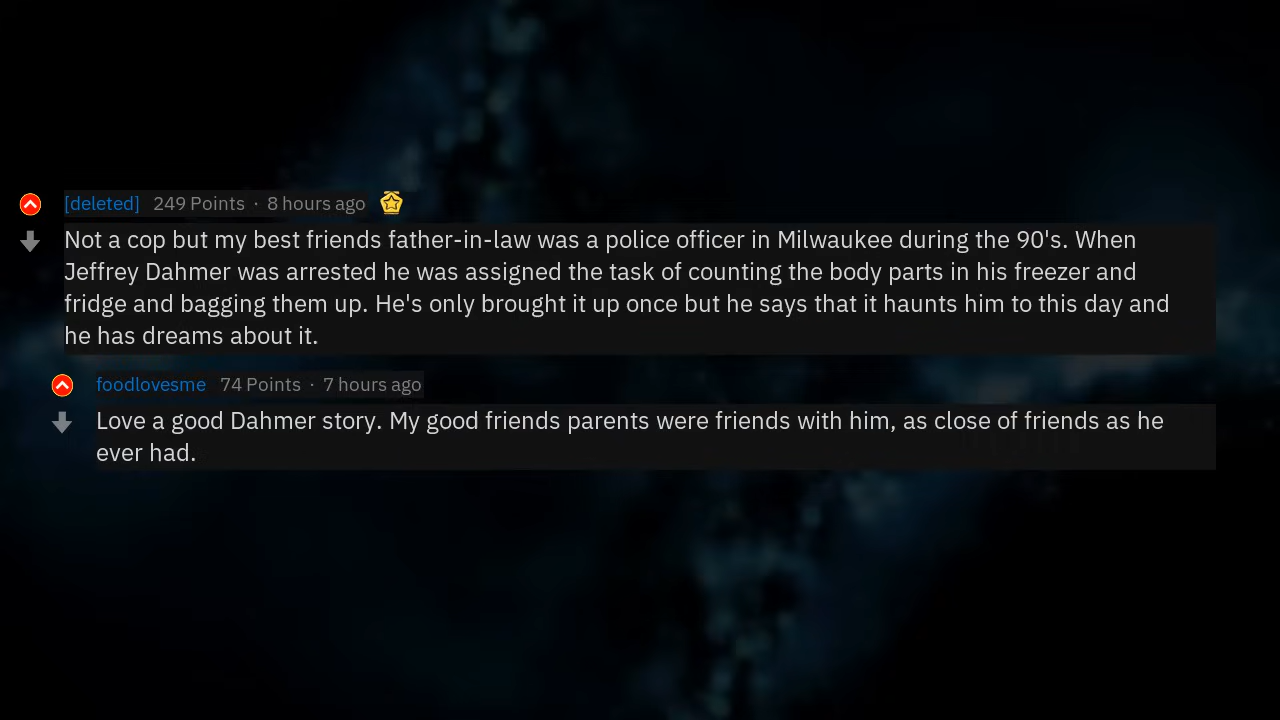 [deleted] 249 Points · 8 hours ago
Not a cop but my best friends father-in-law was a police officer in Milwaukee during the 90's. When
Jeffrey Dahmer was arrested he was assigned the task of counting the body parts in his freezer and
fridge and bagging them up. He's only brought it up once but he says that it haunts him to this day and
he has dreams about it.
foodlovesme 74 Points · 7 hours ago
Love a good Dahmer story. My good friends parents were friends with him, as close of friends as he
ever had.